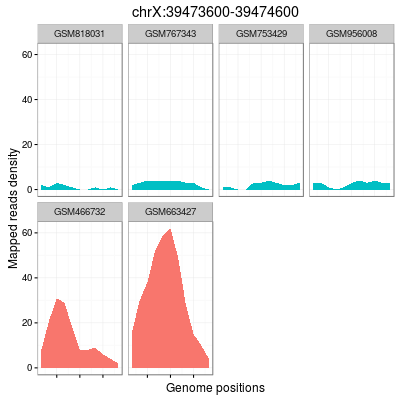 chrX:39473600-39474600
GSM818031 GSM767343 GSM753429 GSM956008
60
40
20
0
GSM466732 GSM663427
60
40
20
0
Mapped reads density
Genome positions